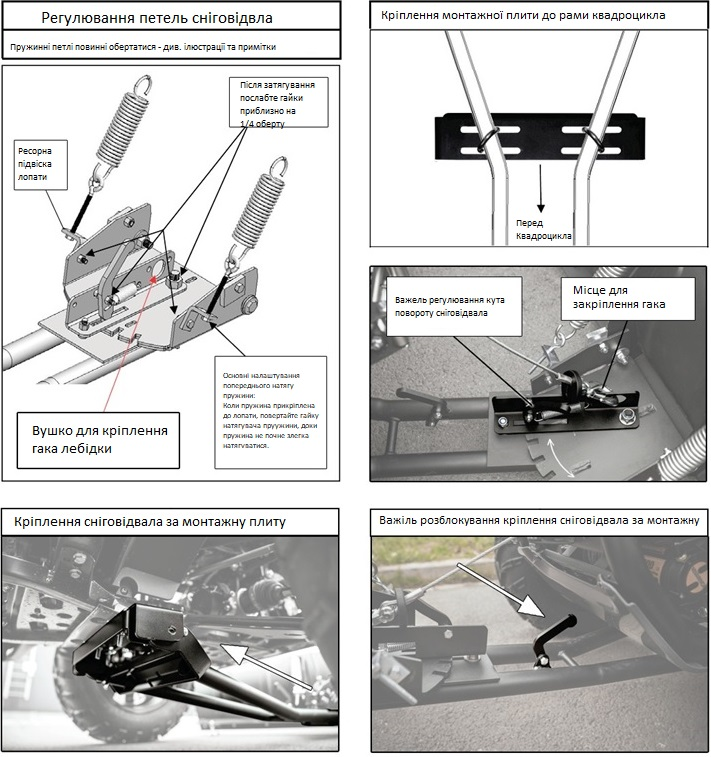 Регулювання петель сніговідвла
Пружинні петлі повинні обертатися - див. ілюстрації та примітки
Після затягування
послабте гайки
приблизно на
1/4 оберту
Ресорна
підвіска
лопати
Основні налаштування
попереднього натягу
пружини:
Коли пружина прикріплена
до лопати, повертайте гайку
натягувача пруужини, доки
пружина не почне злегка
натягуватися.
Вушко для кріплення
гака лебідки
Кріплення монтажної плити до рами квадроцикла
Перед
Квадроцикла
Важель регулювання кута
повороту сніговідвала
Місце для
закріплення гака
Кріплення сніговідвала за монтажну плиту
Важіль розблокування кріплення сніговідвала за монтажну